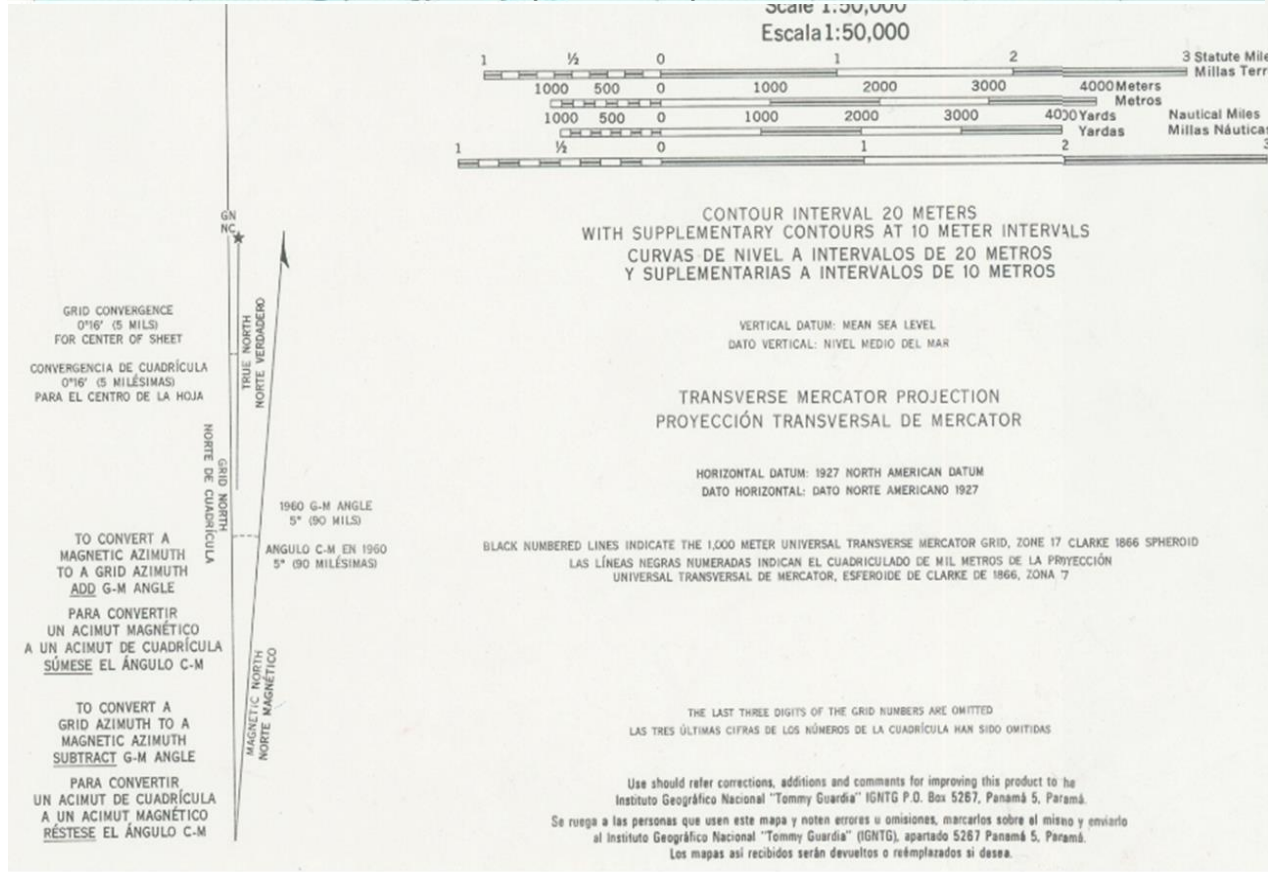 Scale 1:50,000
Escala 1:50,000
1 ½ 0 1 2 3 Statute
Millas
1000 500 0 1000 2000 3000 4000 Meters
Metros
1000 500 0 1000 2000 3000 4000 Yards
Yardas
Nautical Miles
Millas Náuticas
1 ½ 0 1 2 3
GN
NC
GRID CONVERGENCE
0°16' (5 MILS)
FOR CENTER OF SHEET
CONVERGENCIA DE CUADRÍCULA
0°16' (5 MILÉSIMAS)
PARA EL CENTRO DE LA HOJA
TRUE NORTH
NORTE VERDADERO
GRID NORTH
NORTE DE CUADRÍCULA
1960 G-M ANGLE
5° (90 MILS)
ANGULO C-M EN 1960
5° (90 MILÉSIMAS)
MAGNETIC NORTH
NORTE MAGNÉTICO
TO CONVERT A
MAGNETIC AZIMUTH
TO A GRID AZIMUTH
ADD G-M ANGLE
PARA CONVERTIR
UN ACIMUT MAGNÉTICO
A UN ACIMUT DE CUADRÍCULA
SÚMESE EL ÁNGULO C-M
TO CONVERT A
GRID AZIMUTH TO A
MAGNETIC AZIMUTH
SUBTRACT G-M ANGLE
PARA CONVERTIR
UN ACIMUT DE CUADRÍCULA
A UN ACIMUT MAGNÉTICO
RÉSTESE EL ÁNGULO C-M
CONTOUR INTERVAL 20 METERS
WITH SUPPLEMENTARY CONTOURS AT 10 METER INTERVALS
CURVAS DE NIVEL A INTERVALOS DE 20 METROS
Y SUPLEMENTARIAS A INTERVALOS DE 10 METROS
VERTICAL DATUM: MEAN SEA LEVEL
DATO VERTICAL: NIVEL MEDIO DEL MAR
TRANSVERSE MERCATOR PROJECTION
PROYECCIÓN TRANSVERSAL DE MERCATOR
HORIZONTAL DATUM: 1927 NORTH AMERICAN DATUM
DATO HORIZONTAL: DATO NORTE AMERICANO 1927
BLACK NUMBERED LINES INDICATE THE 1,000 METER UNIVERSAL TRANSVERSE MERCATOR GRID, ZONE 17 CLARKE 1866 SPHEROID
LAS LÍNEAS NEGRAS NUMERADAS INDICAN EL CUADRICULADO DE MIL METROS DE LA PROYECCIÓN
UNIVERSAL TRANSVERSAL DE MERCATOR, ESFEROIDE DE CLARKE DE 1866, ZONA 7
THE LAST THREE DIGITS OF THE GRID NUMBERS ARE OMITTED
LAS TRES ÚLTIMAS CIFRAS DE LOS NÚMEROS DE LA CUADRÍCULA HAN SIDO OMITIDAS
Use should refer corrections, additions and comments for improving this product to he
Instituto Geográfico Nacional "Tommy Guardia" IGNTG P.O. Box 5267, Panamá 5, Panamá.
Se ruega a las personas que usen este mapa y noten errores u omisiones, marcarlos sobre el mismo y enviarlo
al Instituto Geográfico Nacional "Tommy Guardia" (IGNTG), apartado 5267 Panamá 5, Panamá.
Los mapas así recibidos serán devueltos o reémplazados si desea.